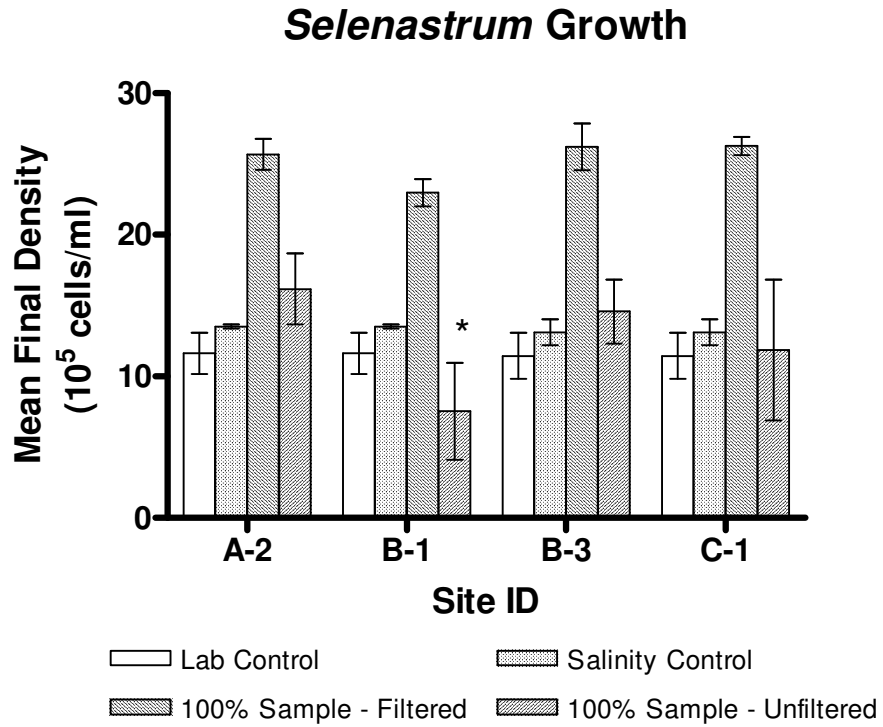 Selenastrum Growth
30
20
10
0
Mean Final Density
(10⁵ cells/ml)
*
A-2 B-1 B-3 C-1
Site ID
Lab Control Salinity Control
100% Sample - Filtered 100% Sample - Unfiltered